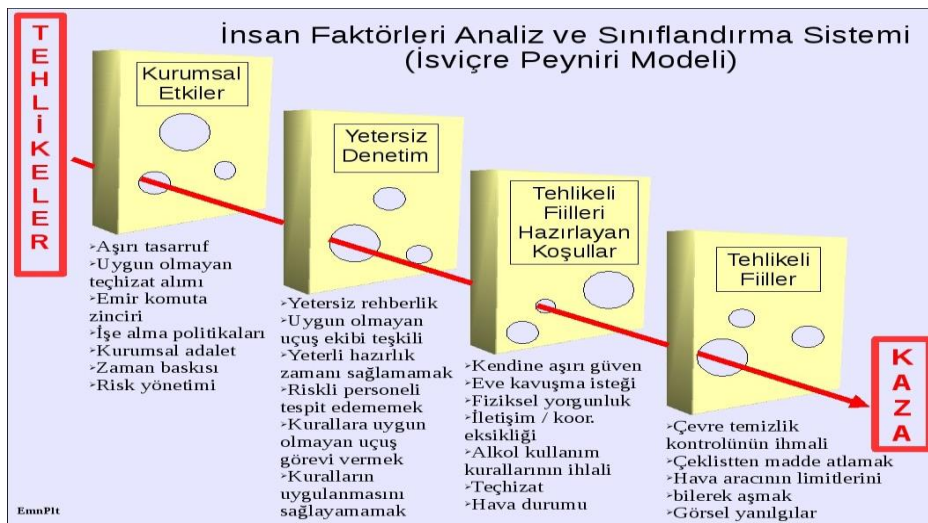 TEHLİKELER
İnsan Faktörleri Analiz ve Sınıflandırma Sistemi
(İsviçre Peyniri Modeli)
Kurumsal
Etkiler
➢Aşırı tasarruf
➢Uygun olmayan
teçhizat alımı
➢Emir komuta
zinciri
➢İşe alma politikaları
➢Kurumsal adalet
➢Zaman baskısı
➢Risk yönetimi
Yetersiz
Denetim
➢Yetersiz rehberlik
➢Uygun olmayan
uçuş ekibi teşkili
➢Yeterli hazırlık
zamanı sağlamamak
➢Riskli personeli
tespit edememek
➢Kurallara uygun
olmayan uçuş
görevi vermek
➢Kuralların
uygulanmasını
sağlayamamak
Tehlikeli
Fiilleri
Hazırlayan
Koşullar
➢Kendine aşırı güven
➢Eve kavuşma isteği
➢Fiziksel yorgunluk
➢İletişim / koor.
eksikliği
➢Alkol kullanım
kurallarının ihlali
➢Teçhizat
➢Hava durumu
Tehlikeli
Fiiller
➢Çevre temizlik
kontrolünün ihmali
➢Çeklistten madde atlamak
➢Hava aracının limitlerini
➢bilerek aşmak
➢Görsel yanılgılar
KAZA
EmnPlt